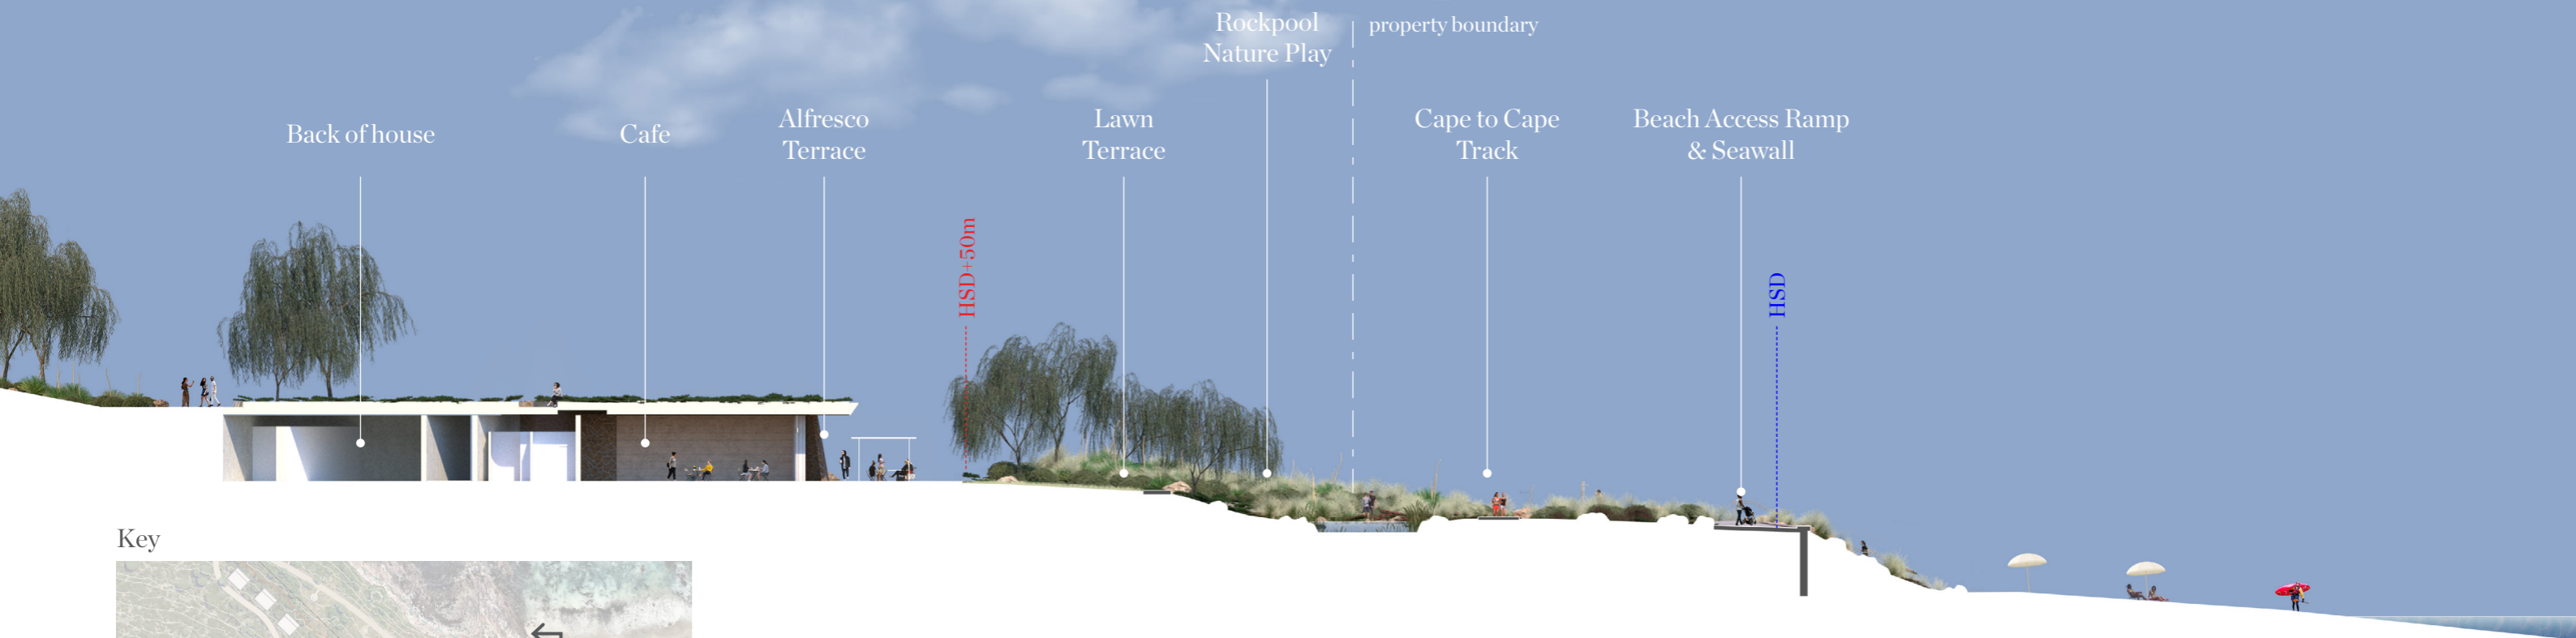 Rockpool
Nature Play
property boundary
Back of house
Cafe
Alfresco
Terrace
Lawn
Terrace
Cape to Cape
Track
Beach Access Ramp
& Seawall
HSD+50m
HSD
Key